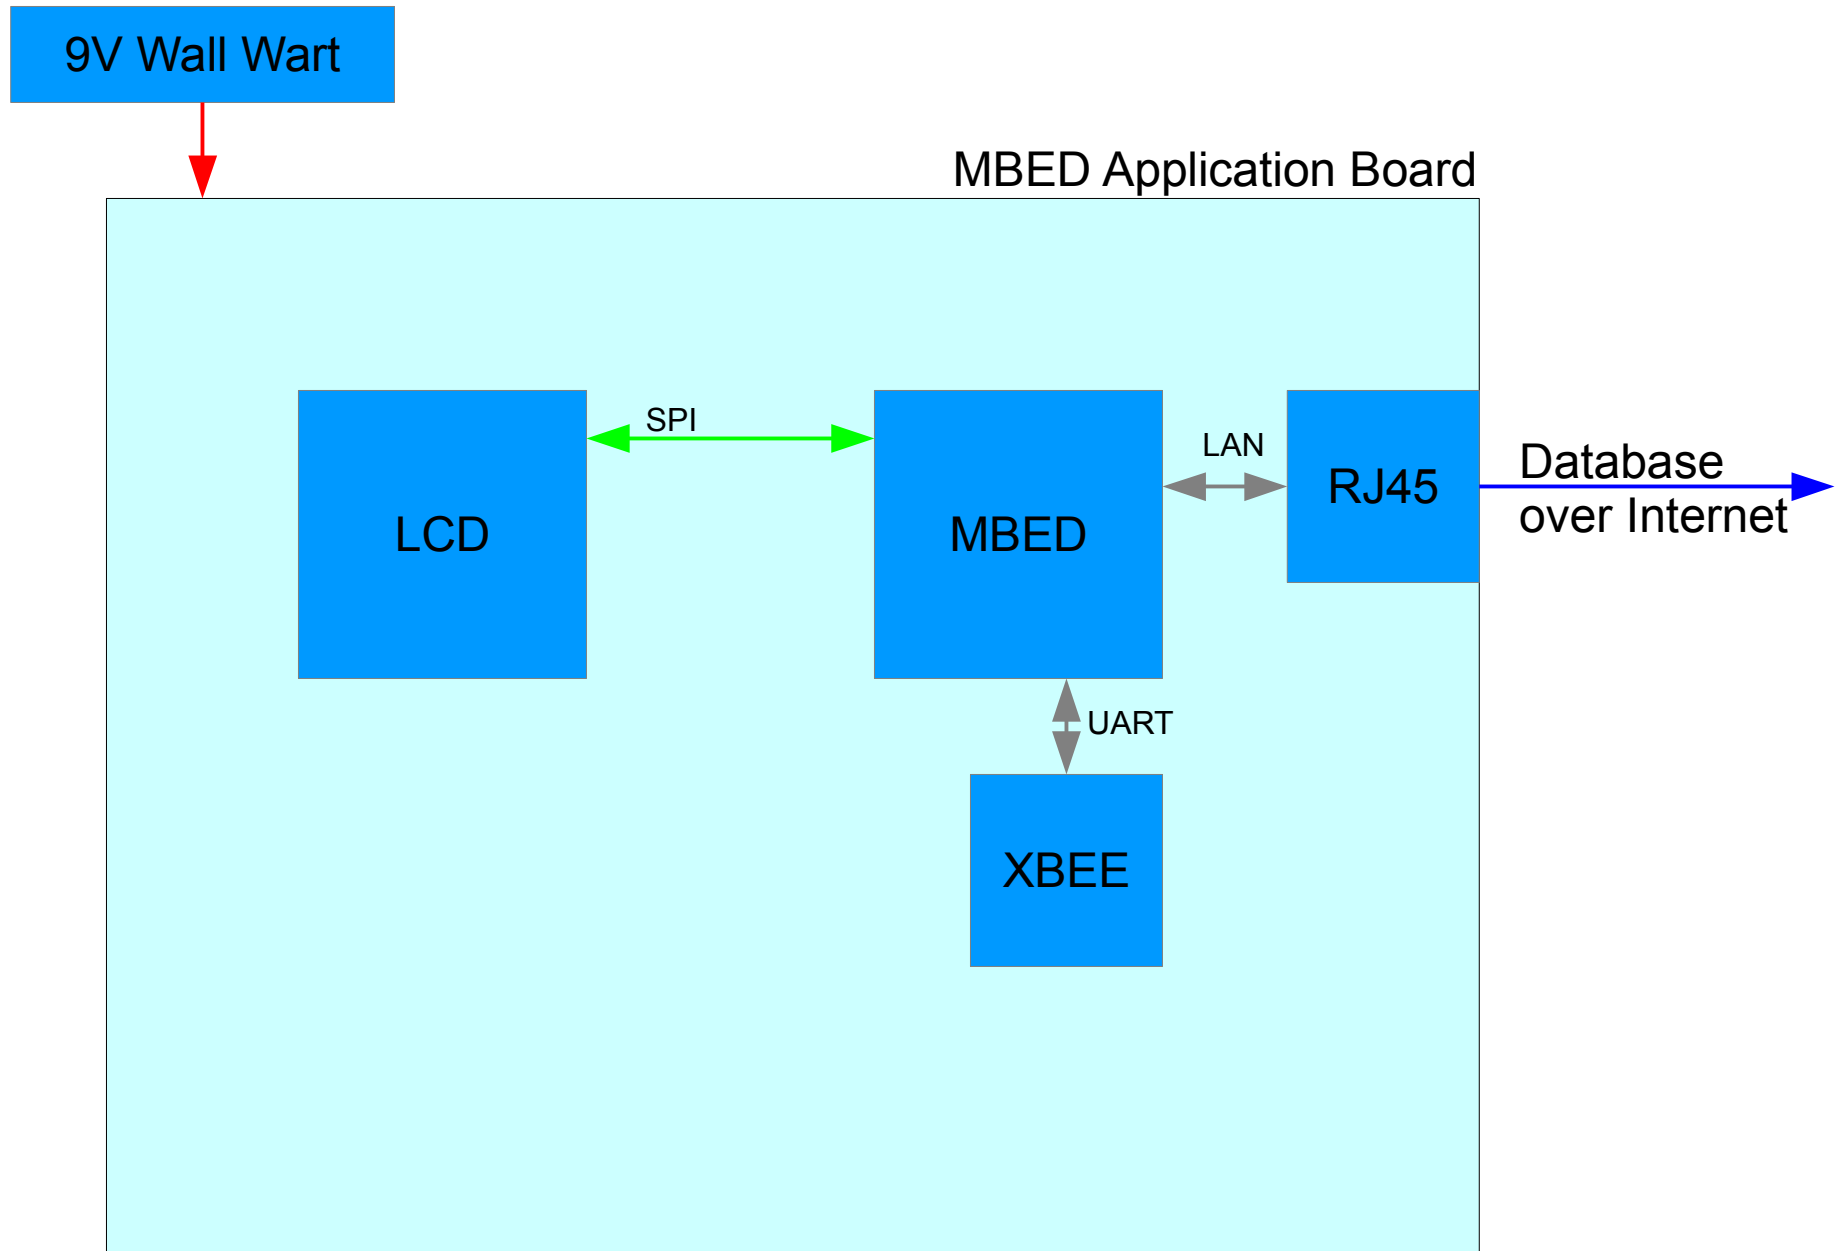 9V Wall Wart
MBED Application Board
SPI
LAN
LCD
MBED
RJ45
Database
over Internet
UART
XBEE